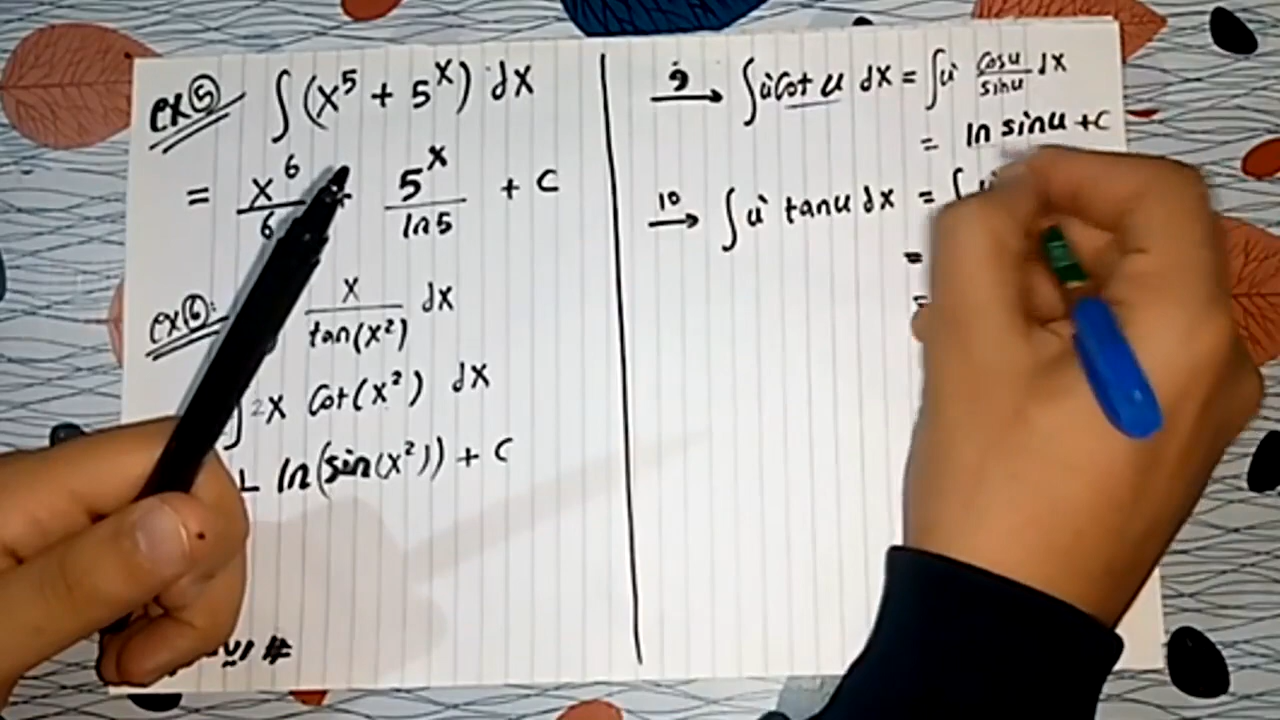 ex⑤ ∫(x⁵ + 5ˣ) dx
= x⁶/6 + 5ˣ/ln5 + C
ex⑥: x/tan(x²) dx
∫2x Cot(x²) dx
ln(sin(x²)) + C
#
9→ ∫u' Cot u dx = ∫u' Cosu/sinu dx
= ln sinu + C
10→ ∫u' tanu dx = ∫u'
=
=